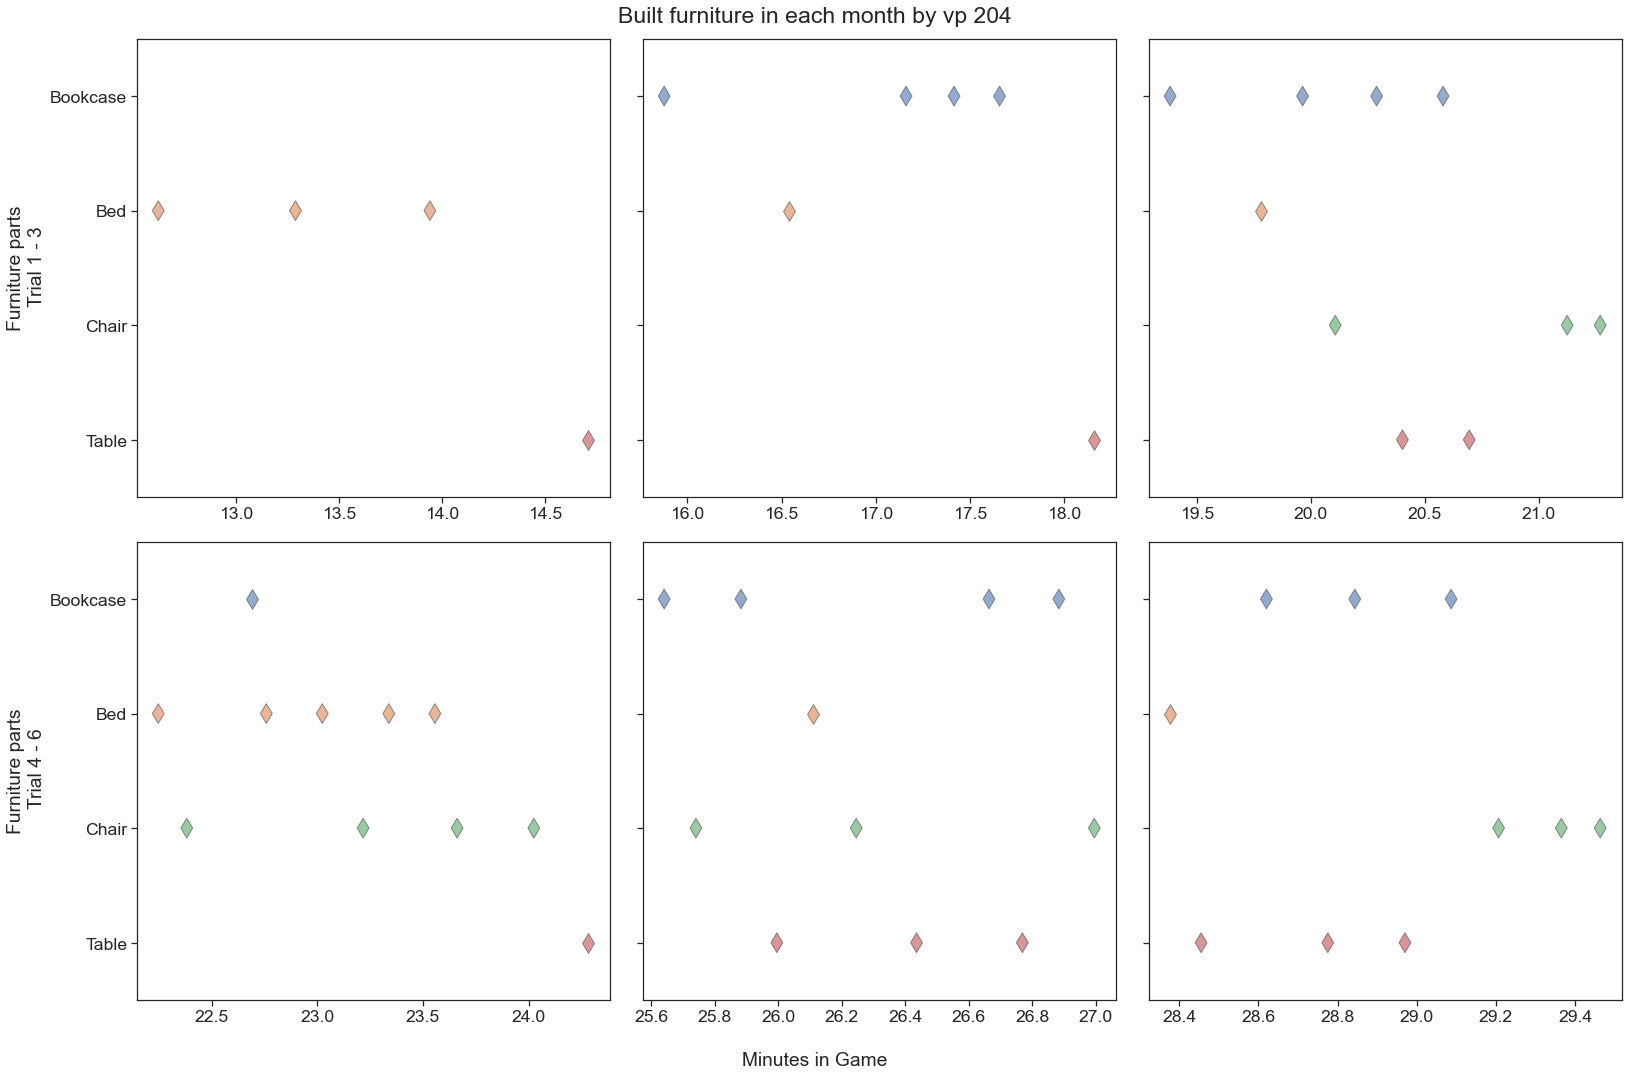 Built furniture in each month by vp 204
Furniture parts
Trial 1 - 3
Bookcase
Bed
Chair
Table
13.0 13.5 14.0 14.5
16.0 16.5 17.0 17.5 18.0
19.5 20.0 20.5 21.0
Furniture parts
Trial 4 - 6
Bookcase
Bed
Chair
Table
22.5 23.0 23.5 24.0
25.6 25.8 26.0 26.2 26.4 26.6 26.8 27.0
28.4 28.6 28.8 29.0 29.2 29.4
Minutes in Game